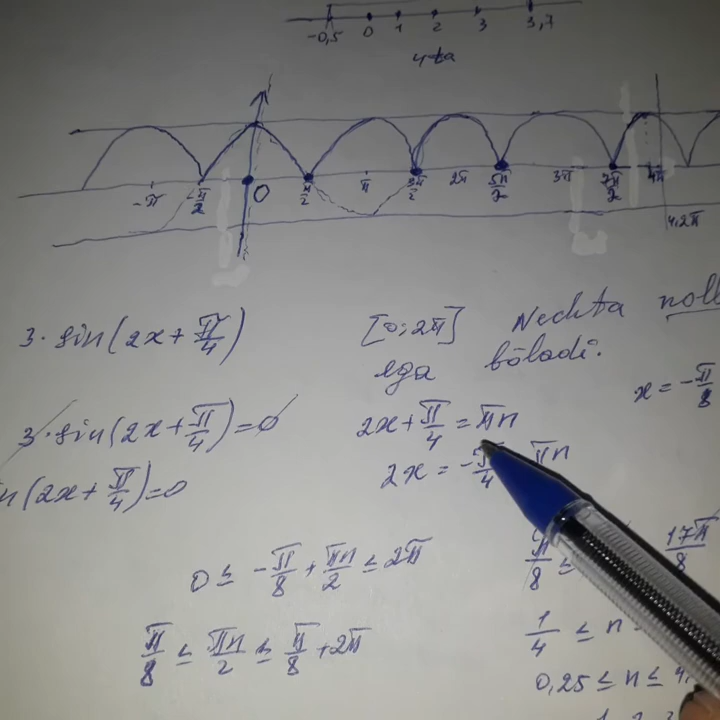 -0,5 0 1 2 3 3,7
4-ta
-π -π/2 0 π/2 π 3π/2 2π 5π/2 3π 7π/2 4π
4,2π
3·sin(2x+π/4) [0;2π] Nechta
ega bo'ladi.
3·sin(2x+π/4)=0 2x+π/4=πn x=-π/8
(2x+π/4)=0 2x=-π/4 πn
0≤ -π/8+πn/2≤2π π/8≤ 17π/8
π/8≤πn/2≤π/8+2π 1/4≤n
0,25≤n≤4,